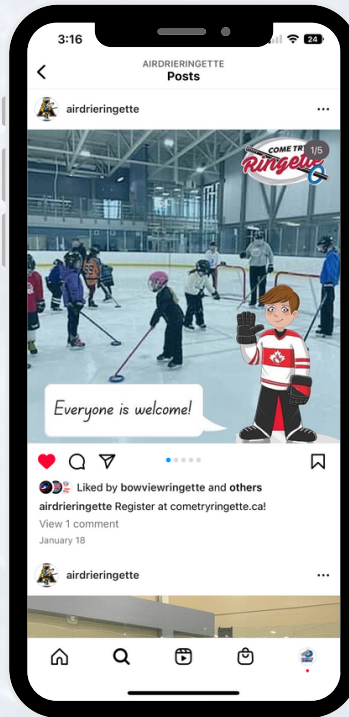 3:16
24
AIRDRIERINGETTE
Posts
airdrieringette
COME TRY
1/5
Ringette
Everyone is welcome!
Liked by bowviewringette and others
airdrieringette Register at cometryringette.ca!
View 1 comment
January 18
airdrieringette